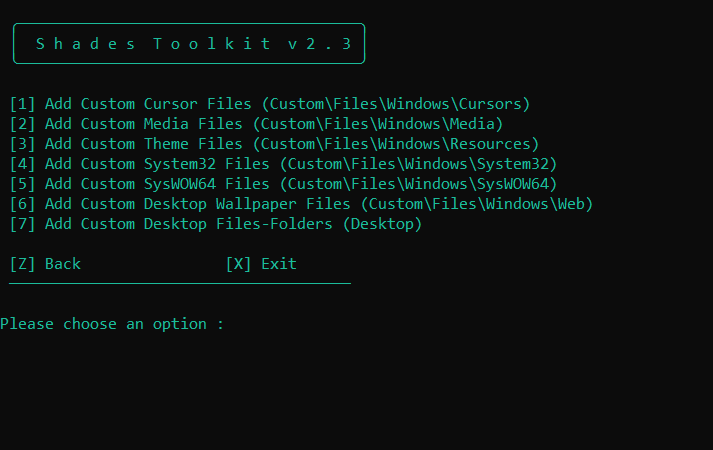 S h a d e s  T o o l k i t  v 2 . 3
[1] Add Custom Cursor Files (Custom\Files\Windows\Cursors)
[2] Add Custom Media Files (Custom\Files\Windows\Media)
[3] Add Custom Theme Files (Custom\Files\Windows\Resources)
[4] Add Custom System32 Files (Custom\Files\Windows\System32)
[5] Add Custom SysWOW64 Files (Custom\Files\Windows\SysWOW64)
[6] Add Custom Desktop Wallpaper Files (Custom\Files\Windows\Web)
[7] Add Custom Desktop Files-Folders (Desktop)
[Z] Back                [X] Exit
Please choose an option :